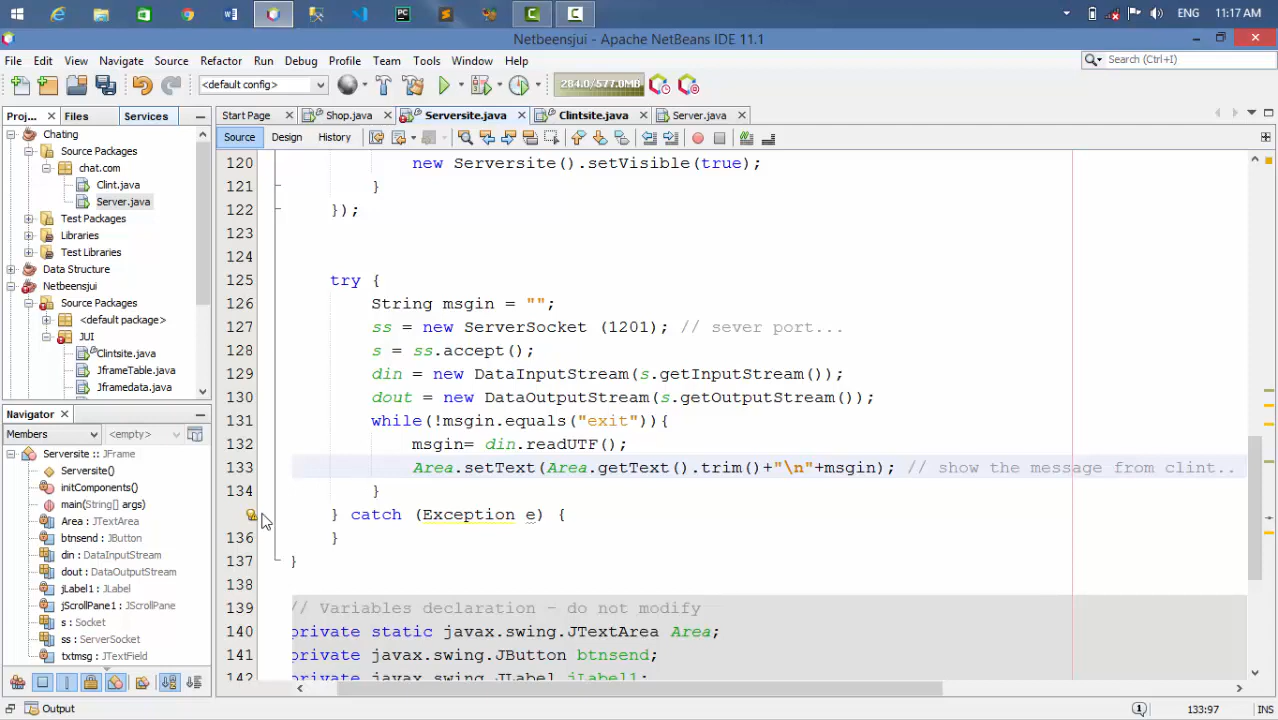 ENG 11:17 AM
Netbeensjui - Apache NetBeans IDE 11.1
File Edit View Navigate Source Refactor Run Debug Profile Team Tools Window Help
Search (Ctrl+I)
<default config>
284.0/577.0MB
Proj... Files Services
Start Page Shop.java Serversite.java Clintsite.java Server.java
Source Design History
Chating
Source Packages
chat.com
Clint.java
Server.java
Test Packages
Libraries
Test Libraries
Data Structure
Netbeensjui
Source Packages
<default package>
JUI
Clintsite.java
JframeTable.java
Jframedata.java
Navigator
Members <empty>
Serversite :: JFrame
Serversite()
initComponents()
main(String[] args)
Area : JTextArea
btnsend : JButton
din : DataInputStream
dout : DataOutputStream
jLabel1 : JLabel
jScrollPane1 : JScrollPane
s : Socket
ss : ServerSocket
txtmsg : JTextField
120 new Serversite().setVisible(true);
121 }
122 });
123
124
125 try {
126 String msgin = "";
127 ss = new ServerSocket (1201); // sever port...
128 s = ss.accept();
129 din = new DataInputStream(s.getInputStream());
130 dout = new DataOutputStream(s.getOutputStream());
131 while(!msgin.equals("exit")){
132 msgin= din.readUTF();
133 Area.setText(Area.getText().trim()+"\n"+msgin); // show the message from clint..
134 }
} catch (Exception e) {
136 }
137 }
138
139 // Variables declaration - do not modify
140 private static javax.swing.JTextArea Area;
141 private javax.swing.JButton btnsend;
142 private javax.swing.JLabel jLabel1;
Output
133:97 INS